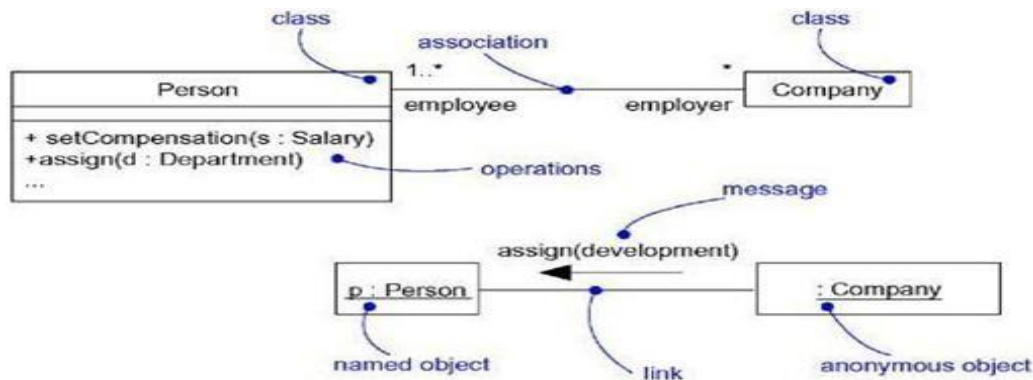 class
association
class
Person
1..*
*
employee
employer
Company
+ setCompensation(s : Salary)
+assign(d : Department)
...
operations
message
assign(development)
p : Person
: Company
named object
link
anonymous object